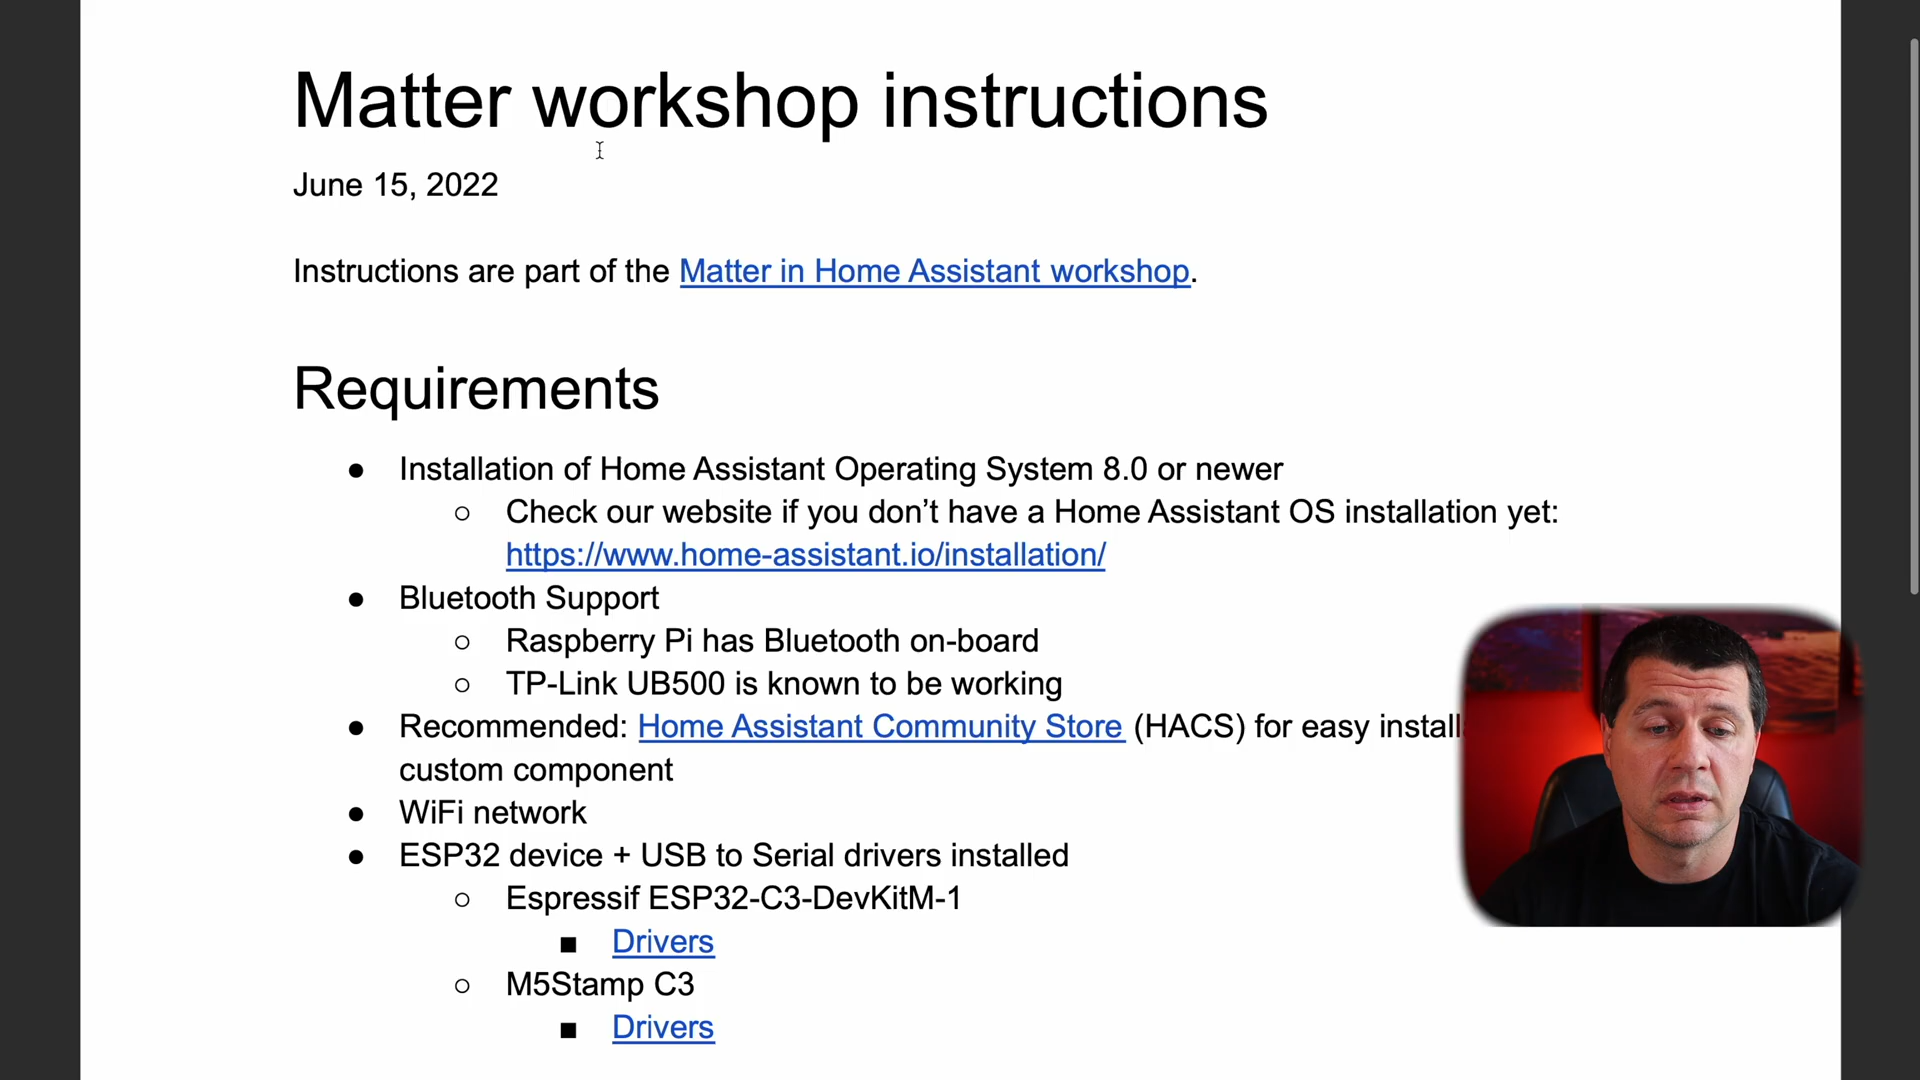 Matter workshop instructions
June 15, 2022
Instructions are part of the Matter in Home Assistant workshop.
Requirements
● Installation of Home Assistant Operating System 8.0 or newer
○ Check our website if you don’t have a Home Assistant OS installation yet:
https://www.home-assistant.io/installation/
● Bluetooth Support
○ Raspberry Pi has Bluetooth on-board
○ TP-Link UB500 is known to be working
● Recommended: Home Assistant Community Store (HACS) for easy
custom component
● WiFi network
● ESP32 device + USB to Serial drivers installed
○ Espressif ESP32-C3-DevKitM-1
■ Drivers
○ M5Stamp C3
■ Drivers